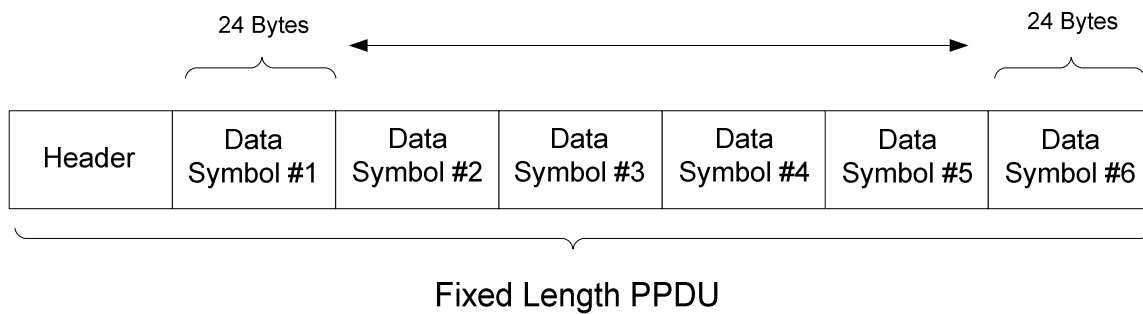 24 Bytes
24 Bytes
Header
Data
Symbol #1
Data
Symbol #2
Data
Symbol #3
Data
Symbol #4
Data
Symbol #5
Data
Symbol #6
Fixed Length PPDU